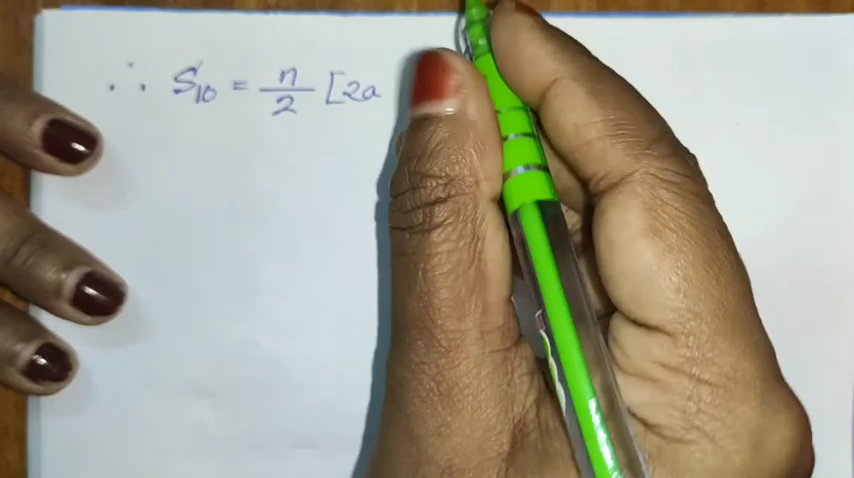 ∴ S₁₀ = n/2 [2a